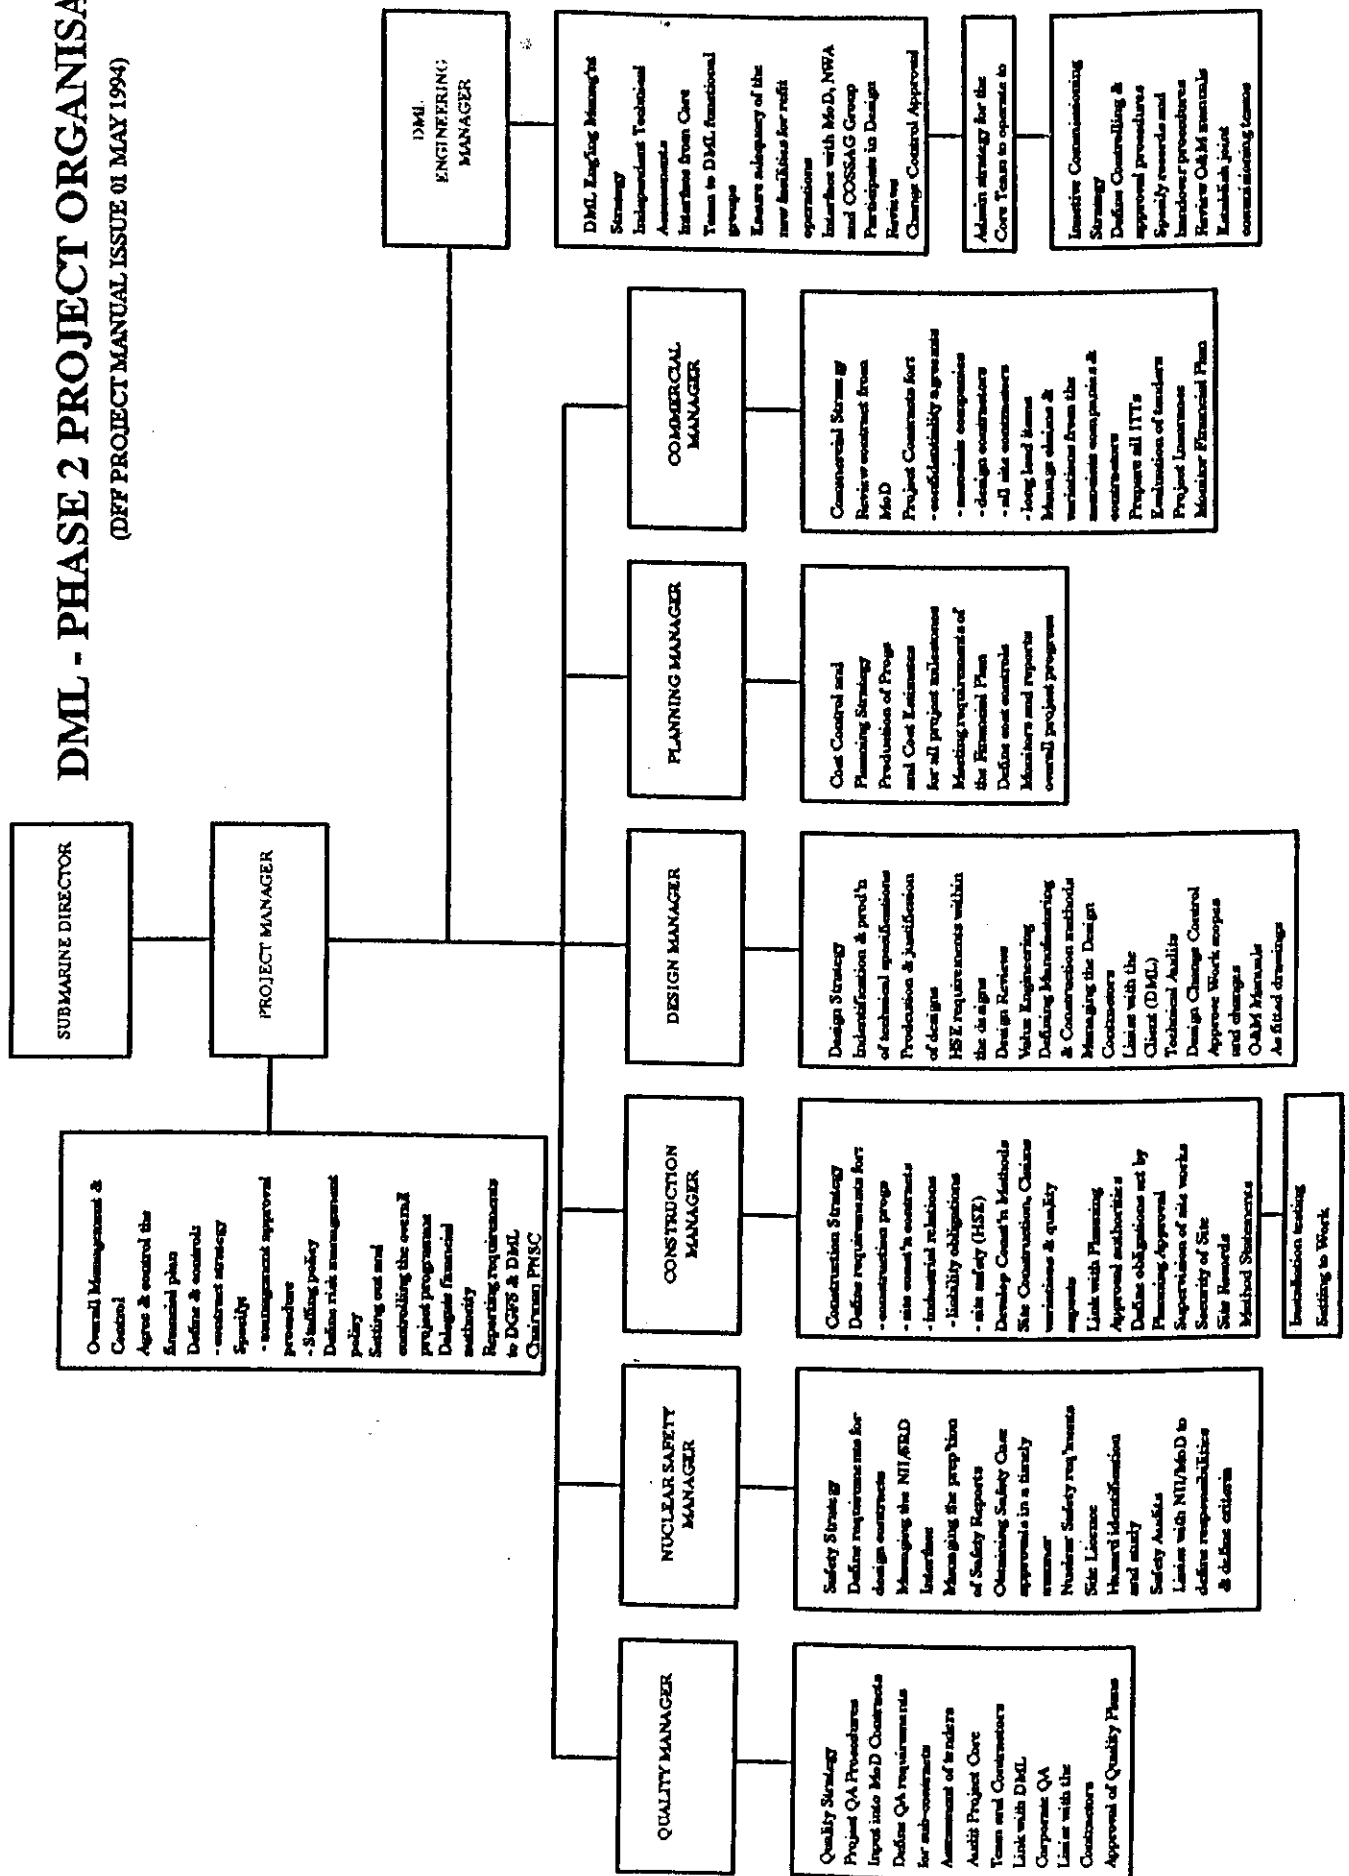 DML - PHASE 2 PROJECT ORGANISA
(DFF PROJECT MANUAL ISSUE 01 MAY 1994)
SUBMARINE DIRECTOR
PROJECT MANAGER
Overall Management &
Control
Agree & control the
financial plan
Define & controls
- contract strategy
Specify:
- management approval
procedure
- Staffing policy
Define risk management
policy
Setting out and
controlling the overall
project programme
Delegate financial
authority
Reporting requirements
to DGFS & DML
Chairman PNSC
DML
ENGINEERING
MANAGER
DML Eng'ing Manag'nt
Strategy
Independent Technical
Assessments
Interface from Core
Team to DML functional
groups
Ensure adequacy of the
new facilities for refit
operations
Interface with MoD, NWA
and COSSAG Group
Participate in Design
Reviews
Change Control Approval
Admin strategy for the
Core Team to operate to
Inactive Commissioning
Strategy
Define Controlling &
approval procedures
Specify records and
handover procedures
Review O&M manuals
Establish joint
commissioning teams
QUALITY MANAGER
Quality Strategy
Project QA Procedures
Input into MoD Contracts
Define QA requirements
for sub-contracts
Assessment of tenders
Audit Project Core
Team and Contractors
Link with DML
Corporate QA
Liaise with the
Contractors
Approval of Quality Plans
NUCLEAR SAFETY
MANAGER
Safety Strategy
Define requirements for
design contracts
Managing the NII/SRD
Interface
Managing the prep'tion
of Safety Reports
Obtaining Safety Case
approvals in a timely
manner
Nuclear Safety req'ments
Site Licence
Hazard identification
and study
Safety Audits
Liaise with NII/MoD to
define responsibilities
& define criteria
CONSTRUCTION
MANAGER
Construction Strategy
Define requirements for:
- construction progs
- site const'n contracts
- industrial relations
- liability obligations
- site safety (HSE)
Develop Const'n Methods
Site Construction, Claims
variations & quality
aspects
Link with Planning
Approval authorities
Define obligations set by
Planning Approval
Supervision of site works
Security of Site
Site Records
Method Statements
Installation testing
Setting to Work
DESIGN MANAGER
Design Strategy
Indentification & prod'n
of technical specifications
Production & justification
of designs
HSE requirements within
the designs
Design Reviews
Value Engineering
Defining Manufacturing
& Construction methods
Managing the Design
Contractors
Liaise with the
Client (DML)
Technical Audits
Design Change Control
Approve Work scopes
and changes
O&M Manuals
As fitted drawings
PLANNING MANAGER
Cost Control and
Planning Strategy
Production of Progs
and Cost Estimates
for all project milestones
Meeting requirements of
the Financial Plan
Define cost controls
Monitors and reports
overall project progress
COMMERCIAL
MANAGER
Commercial Strategy
Review contract from
MoD
Project Contracts for:
- confidentiality agreemts
- associate companies
- design contractors
- all site contractors
- long lead items
Manage claims &
variations from the
associate companies &
contractors
Prepare all ITTs
Evaluation of tenders
Project Insurances
Monitor Financial Plan